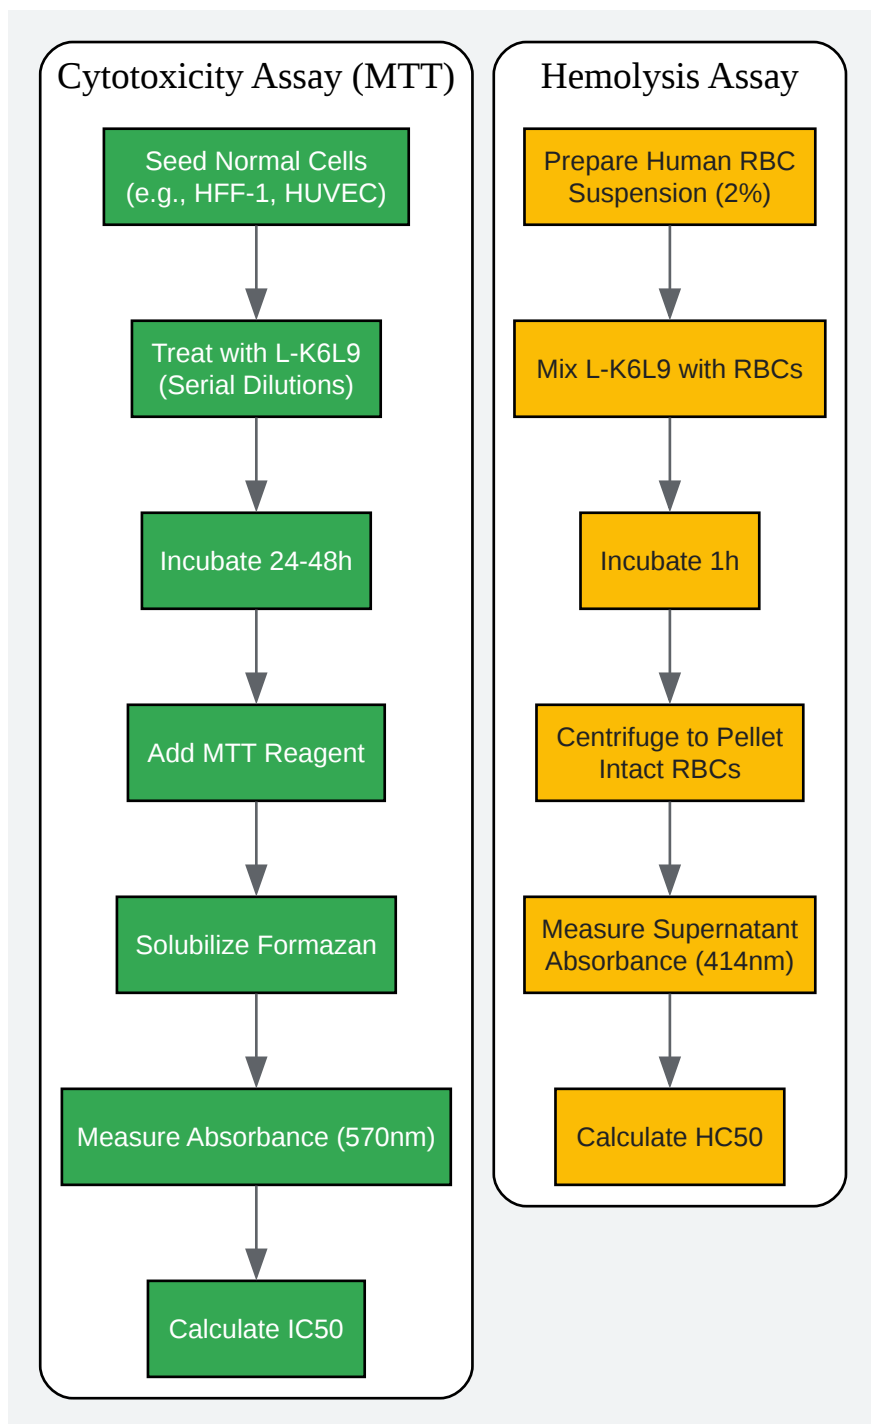 Cytotoxicity Assay (MTT)
Seed Normal Cells
(e.g., HFF-1, HUVEC)
Treat with L-K6L9
(Serial Dilutions)
Incubate 24-48h
Add MTT Reagent
Solubilize Formazan
Measure Absorbance (570nm)
Calculate IC50
Hemolysis Assay
Prepare Human RBC
Suspension (2%)
Mix L-K6L9 with RBCs
Incubate 1h
Centrifuge to Pellet
Intact RBCs
Measure Supernatant
Absorbance (414nm)
Calculate HC50